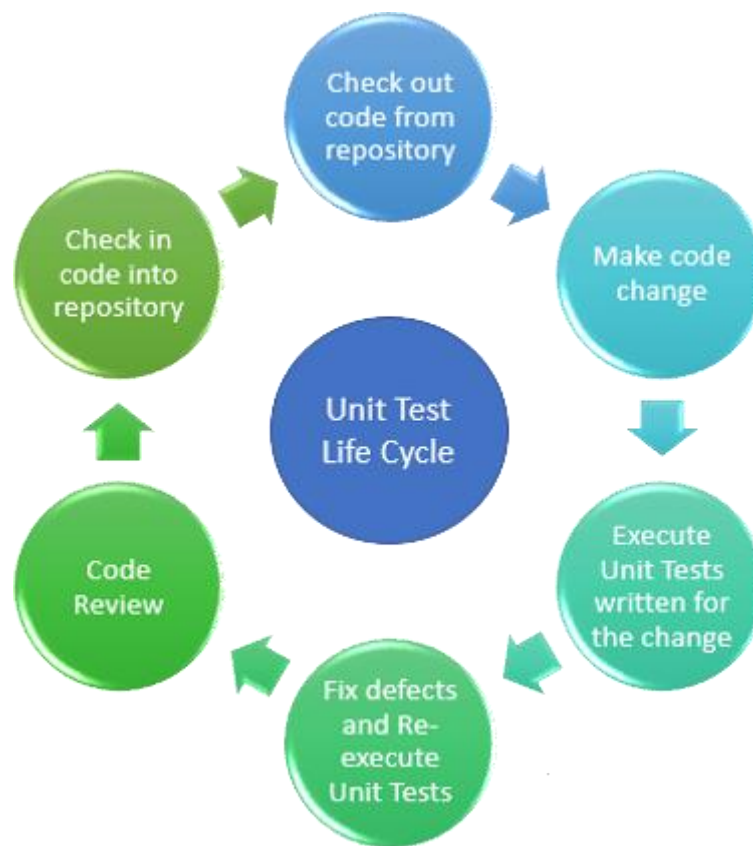 Check out
code from
repository
Make code
change
Execute
Unit Tests
written for
the change
Fix defects
and Re-
execute
Unit Tests
Code
Review
Check in
code into
repository
Unit Test
Life Cycle